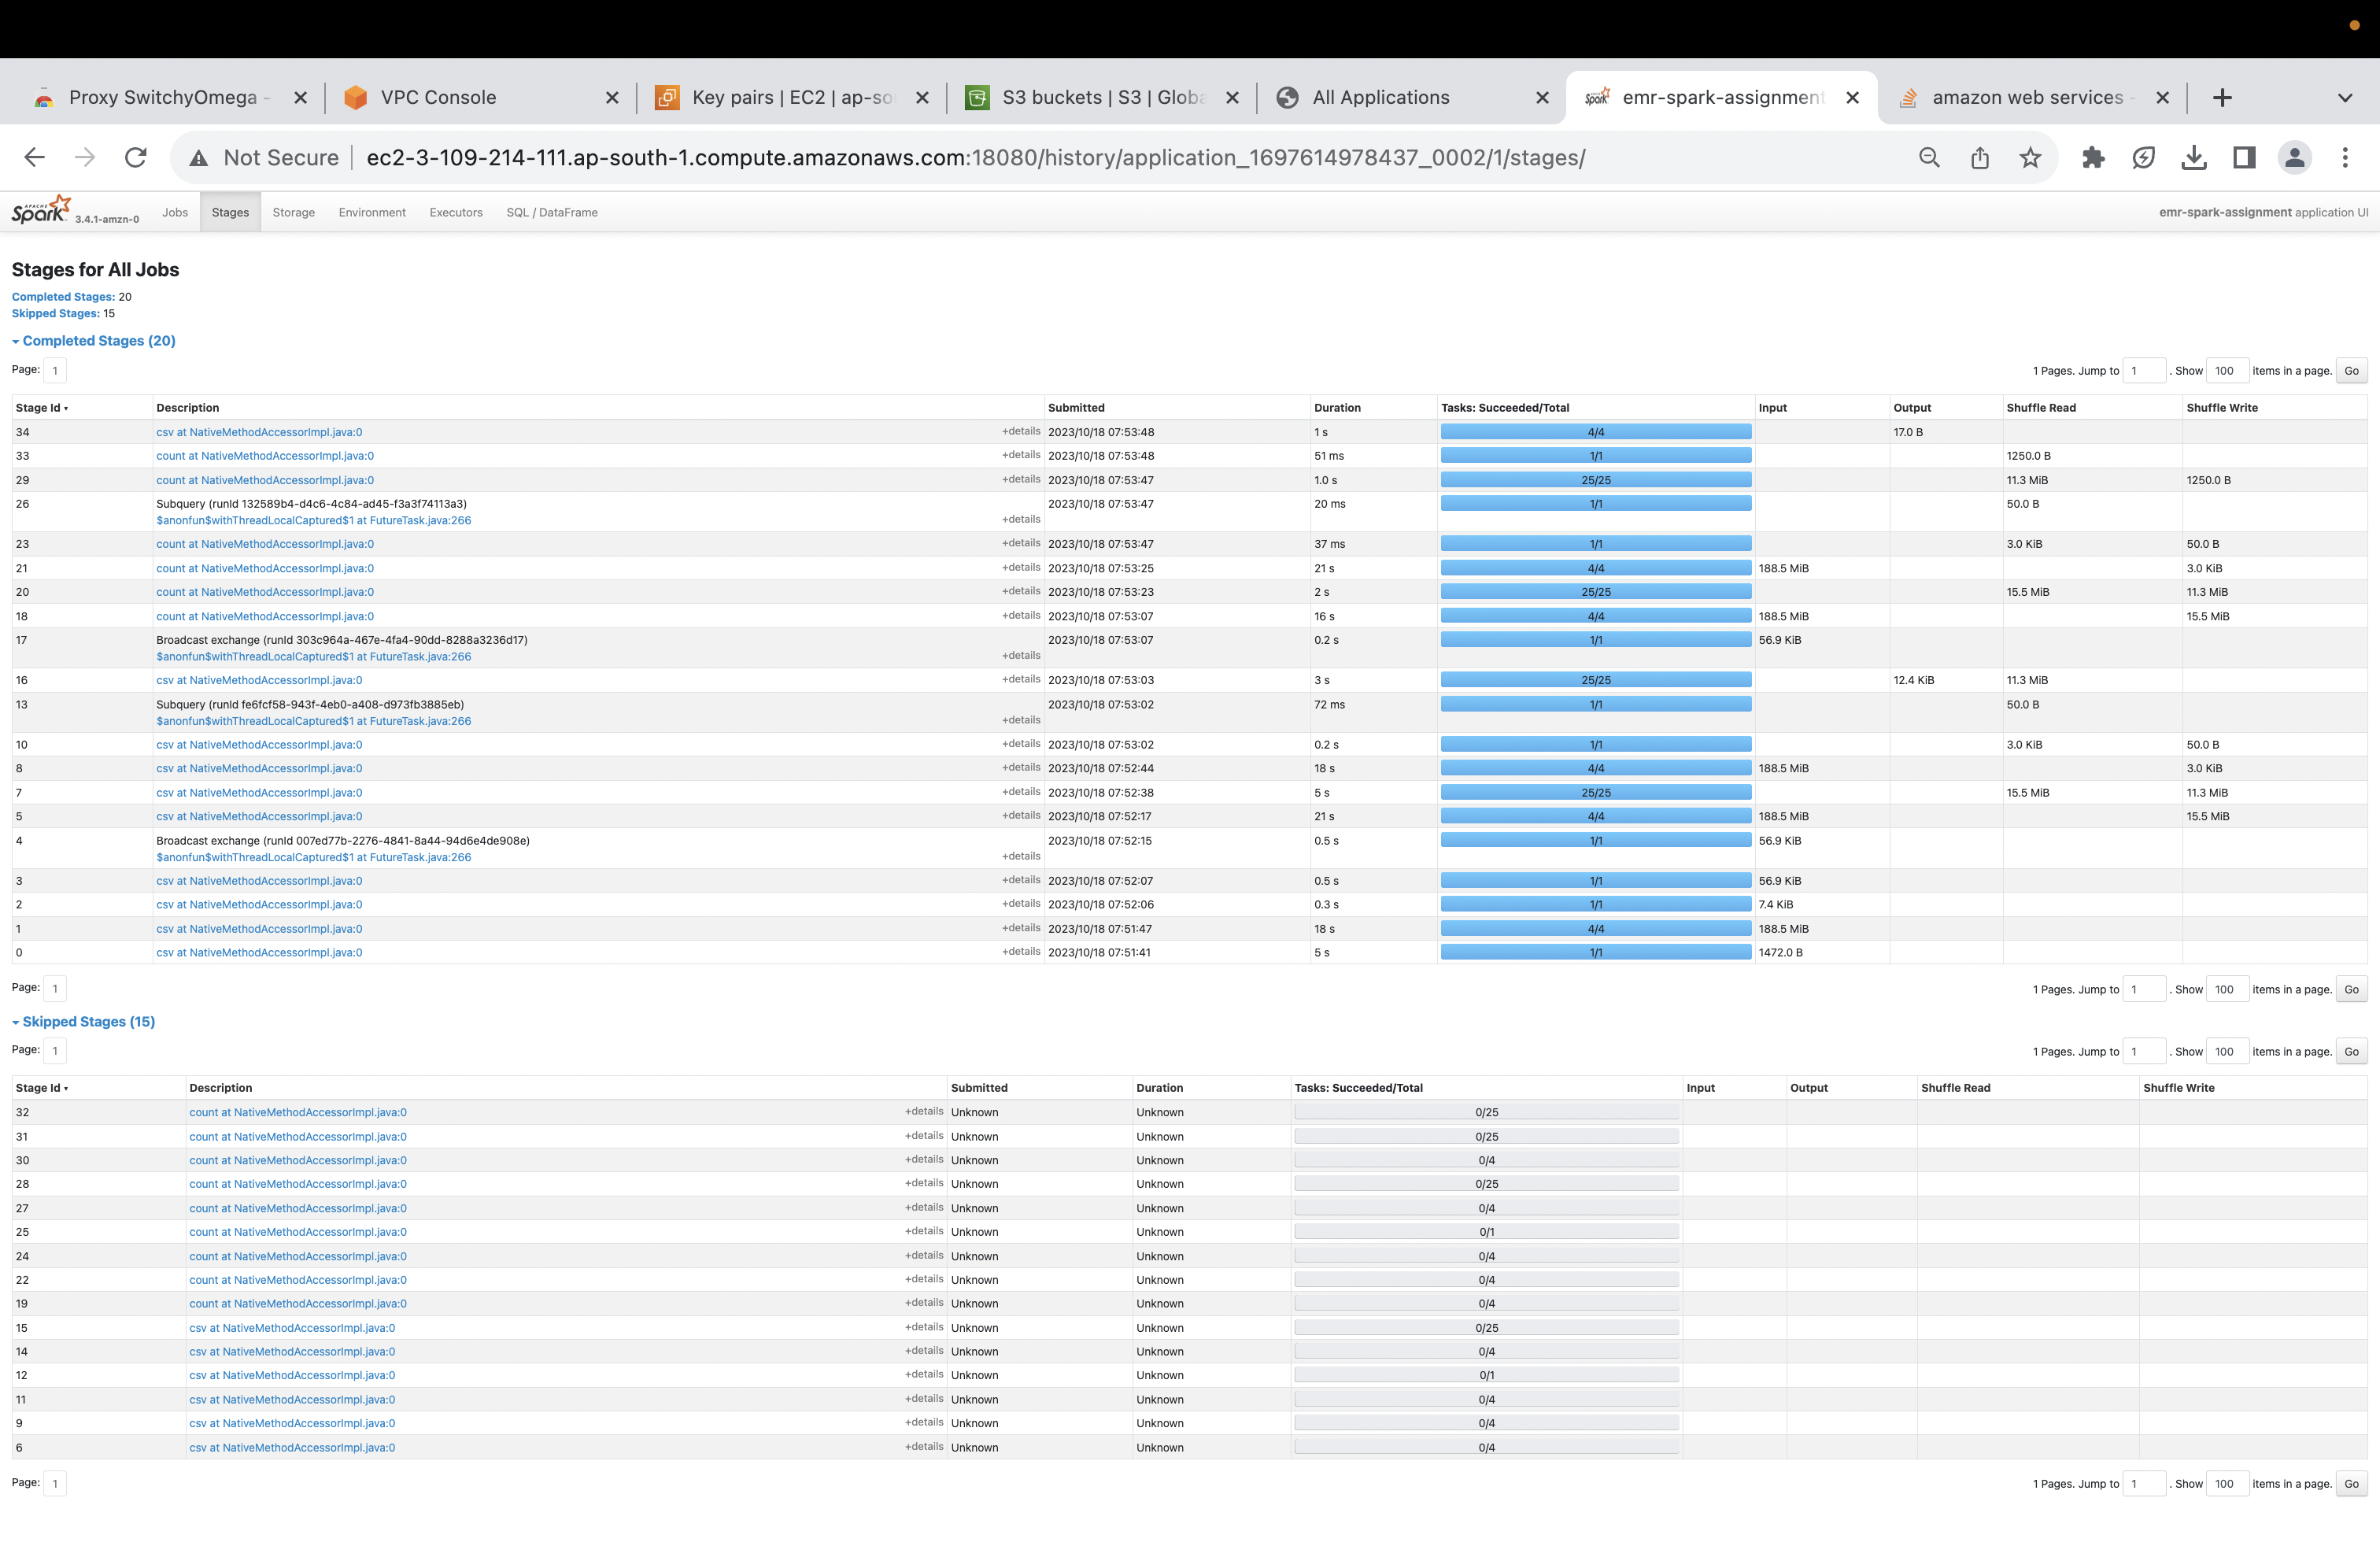 Proxy SwitchyOmega - VPC Console Key pairs | EC2 | ap-so S3 buckets | S3 | Globa All Applications emr-spark-assignment amazon web services -
Not Secure ec2-3-109-214-111.ap-south-1.compute.amazonaws.com:18080/history/application_1697614978437_0002/1/stages/
APACHE Spark 3.4.1-amzn-0 Jobs Stages Storage Environment Executors SQL / DataFrame emr-spark-assignment application UI
Stages for All Jobs
Completed Stages: 20
Skipped Stages: 15
Completed Stages (20)
Page: 1 1 Pages. Jump to 1 . Show 100 items in a page. Go
Stage Id ▾ Description Submitted Duration Tasks: Succeeded/Total Input Output Shuffle Read Shuffle Write
34 csv at NativeMethodAccessorImpl.java:0 +details 2023/10/18 07:53:48 1 s 4/4 17.0 B
33 count at NativeMethodAccessorImpl.java:0 +details 2023/10/18 07:53:48 51 ms 1/1 1250.0 B
29 count at NativeMethodAccessorImpl.java:0 +details 2023/10/18 07:53:47 1.0 s 25/25 11.3 MiB 1250.0 B
26 Subquery (runId 132589b4-d4c6-4c84-ad45-f3a3f74113a3) 2023/10/18 07:53:47 20 ms 1/1 50.0 B
$anonfun$withThreadLocalCaptured$1 at FutureTask.java:266 +details
23 count at NativeMethodAccessorImpl.java:0 +details 2023/10/18 07:53:47 37 ms 1/1 3.0 KiB 50.0 B
21 count at NativeMethodAccessorImpl.java:0 +details 2023/10/18 07:53:25 21 s 4/4 188.5 MiB 3.0 KiB
20 count at NativeMethodAccessorImpl.java:0 +details 2023/10/18 07:53:23 2 s 25/25 15.5 MiB 11.3 MiB
18 count at NativeMethodAccessorImpl.java:0 +details 2023/10/18 07:53:07 16 s 4/4 188.5 MiB 15.5 MiB
17 Broadcast exchange (runId 303c964a-467e-4fa4-90dd-8288a3236d17) 2023/10/18 07:53:07 0.2 s 1/1 56.9 KiB
$anonfun$withThreadLocalCaptured$1 at FutureTask.java:266 +details
16 csv at NativeMethodAccessorImpl.java:0 +details 2023/10/18 07:53:03 3 s 25/25 12.4 KiB 11.3 MiB
13 Subquery (runId fe6fcf58-943f-4eb0-a408-d973fb3885eb) 2023/10/18 07:53:02 72 ms 1/1 50.0 B
$anonfun$withThreadLocalCaptured$1 at FutureTask.java:266 +details
10 csv at NativeMethodAccessorImpl.java:0 +details 2023/10/18 07:53:02 0.2 s 1/1 3.0 KiB 50.0 B
8 csv at NativeMethodAccessorImpl.java:0 +details 2023/10/18 07:52:44 18 s 4/4 188.5 MiB 3.0 KiB
7 csv at NativeMethodAccessorImpl.java:0 +details 2023/10/18 07:52:38 5 s 25/25 15.5 MiB 11.3 MiB
5 csv at NativeMethodAccessorImpl.java:0 +details 2023/10/18 07:52:17 21 s 4/4 188.5 MiB 15.5 MiB
4 Broadcast exchange (runId 007ed77b-2276-4841-8a44-94d6e4de908e) 2023/10/18 07:52:15 0.5 s 1/1 56.9 KiB
$anonfun$withThreadLocalCaptured$1 at FutureTask.java:266 +details
3 csv at NativeMethodAccessorImpl.java:0 +details 2023/10/18 07:52:07 0.5 s 1/1 56.9 KiB
2 csv at NativeMethodAccessorImpl.java:0 +details 2023/10/18 07:52:06 0.3 s 1/1 7.4 KiB
1 csv at NativeMethodAccessorImpl.java:0 +details 2023/10/18 07:51:47 18 s 4/4 188.5 MiB
0 csv at NativeMethodAccessorImpl.java:0 +details 2023/10/18 07:51:41 5 s 1/1 1472.0 B
Page: 1 1 Pages. Jump to 1 . Show 100 items in a page. Go
Skipped Stages (15)
Page: 1 1 Pages. Jump to 1 . Show 100 items in a page. Go
Stage Id ▾ Description Submitted Duration Tasks: Succeeded/Total Input Output Shuffle Read Shuffle Write
32 count at NativeMethodAccessorImpl.java:0 +details Unknown Unknown 0/25
31 count at NativeMethodAccessorImpl.java:0 +details Unknown Unknown 0/25
30 count at NativeMethodAccessorImpl.java:0 +details Unknown Unknown 0/4
28 count at NativeMethodAccessorImpl.java:0 +details Unknown Unknown 0/25
27 count at NativeMethodAccessorImpl.java:0 +details Unknown Unknown 0/4
25 count at NativeMethodAccessorImpl.java:0 +details Unknown Unknown 0/1
24 count at NativeMethodAccessorImpl.java:0 +details Unknown Unknown 0/4
22 count at NativeMethodAccessorImpl.java:0 +details Unknown Unknown 0/4
19 count at NativeMethodAccessorImpl.java:0 +details Unknown Unknown 0/4
15 csv at NativeMethodAccessorImpl.java:0 +details Unknown Unknown 0/25
14 csv at NativeMethodAccessorImpl.java:0 +details Unknown Unknown 0/4
12 csv at NativeMethodAccessorImpl.java:0 +details Unknown Unknown 0/1
11 csv at NativeMethodAccessorImpl.java:0 +details Unknown Unknown 0/4
9 csv at NativeMethodAccessorImpl.java:0 +details Unknown Unknown 0/4
6 csv at NativeMethodAccessorImpl.java:0 +details Unknown Unknown 0/4
Page: 1 1 Pages. Jump to 1 . Show 100 items in a page. Go